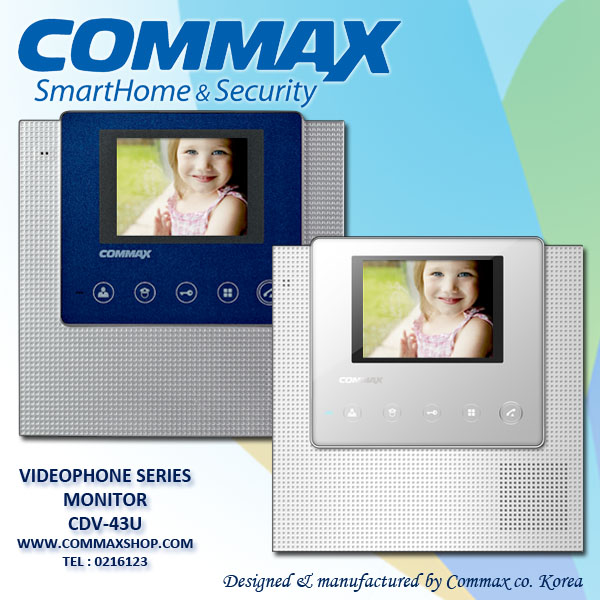 COMMAX
SmartHome & Security
COMMAX
COMMAX
VIDEOPHONE SERIES
MONITOR
CDV-43U
WWW.COMMAXSHOP.COM
TEL : 0216123
Designed & manufactured by Commax co. Korea